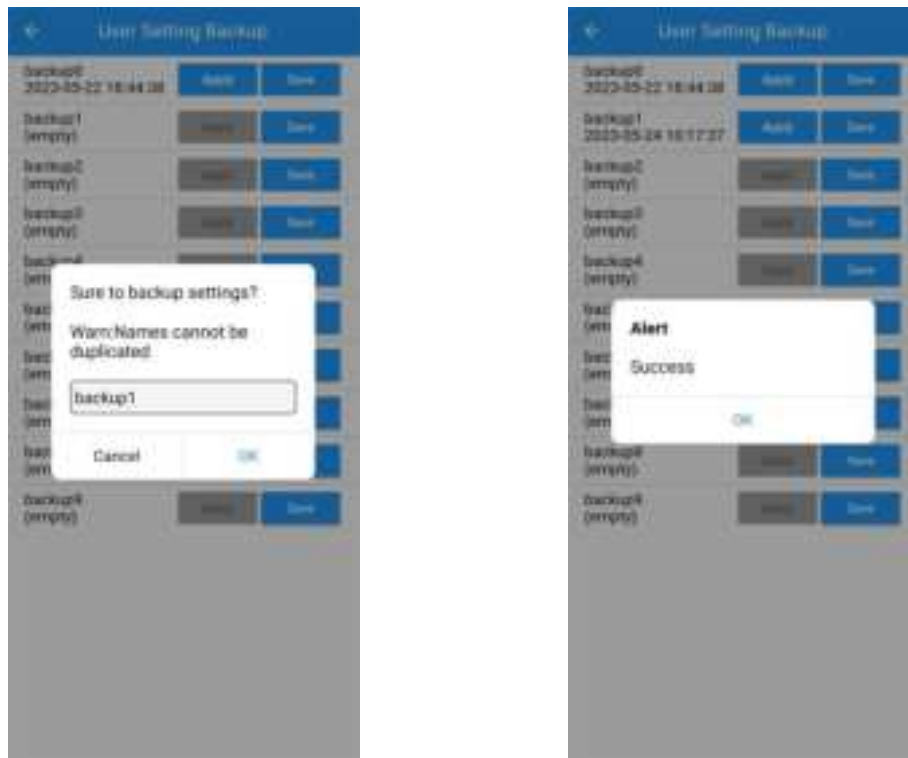 User Setting Backup
backup0
2023-05-22 16:44:38
Apply Save
backup1
(empty)
Save
backup2
(empty)
Save
backup3
(empty)
Save
Sure to backup settings?
Warn:Names cannot be
duplicated
backup1
Cancel
OK
backup9
(empty)
Save
User Setting Backup
backup0
2023-05-22 16:44:38
Apply Save
backup1
2023-05-24 10:17:37
Apply Save
backup2
(empty)
Save
backup3
(empty)
Save
backup4
(empty)
Save
Alert
Success
OK
backup8
(empty)
Save
backup9
(empty)
Save